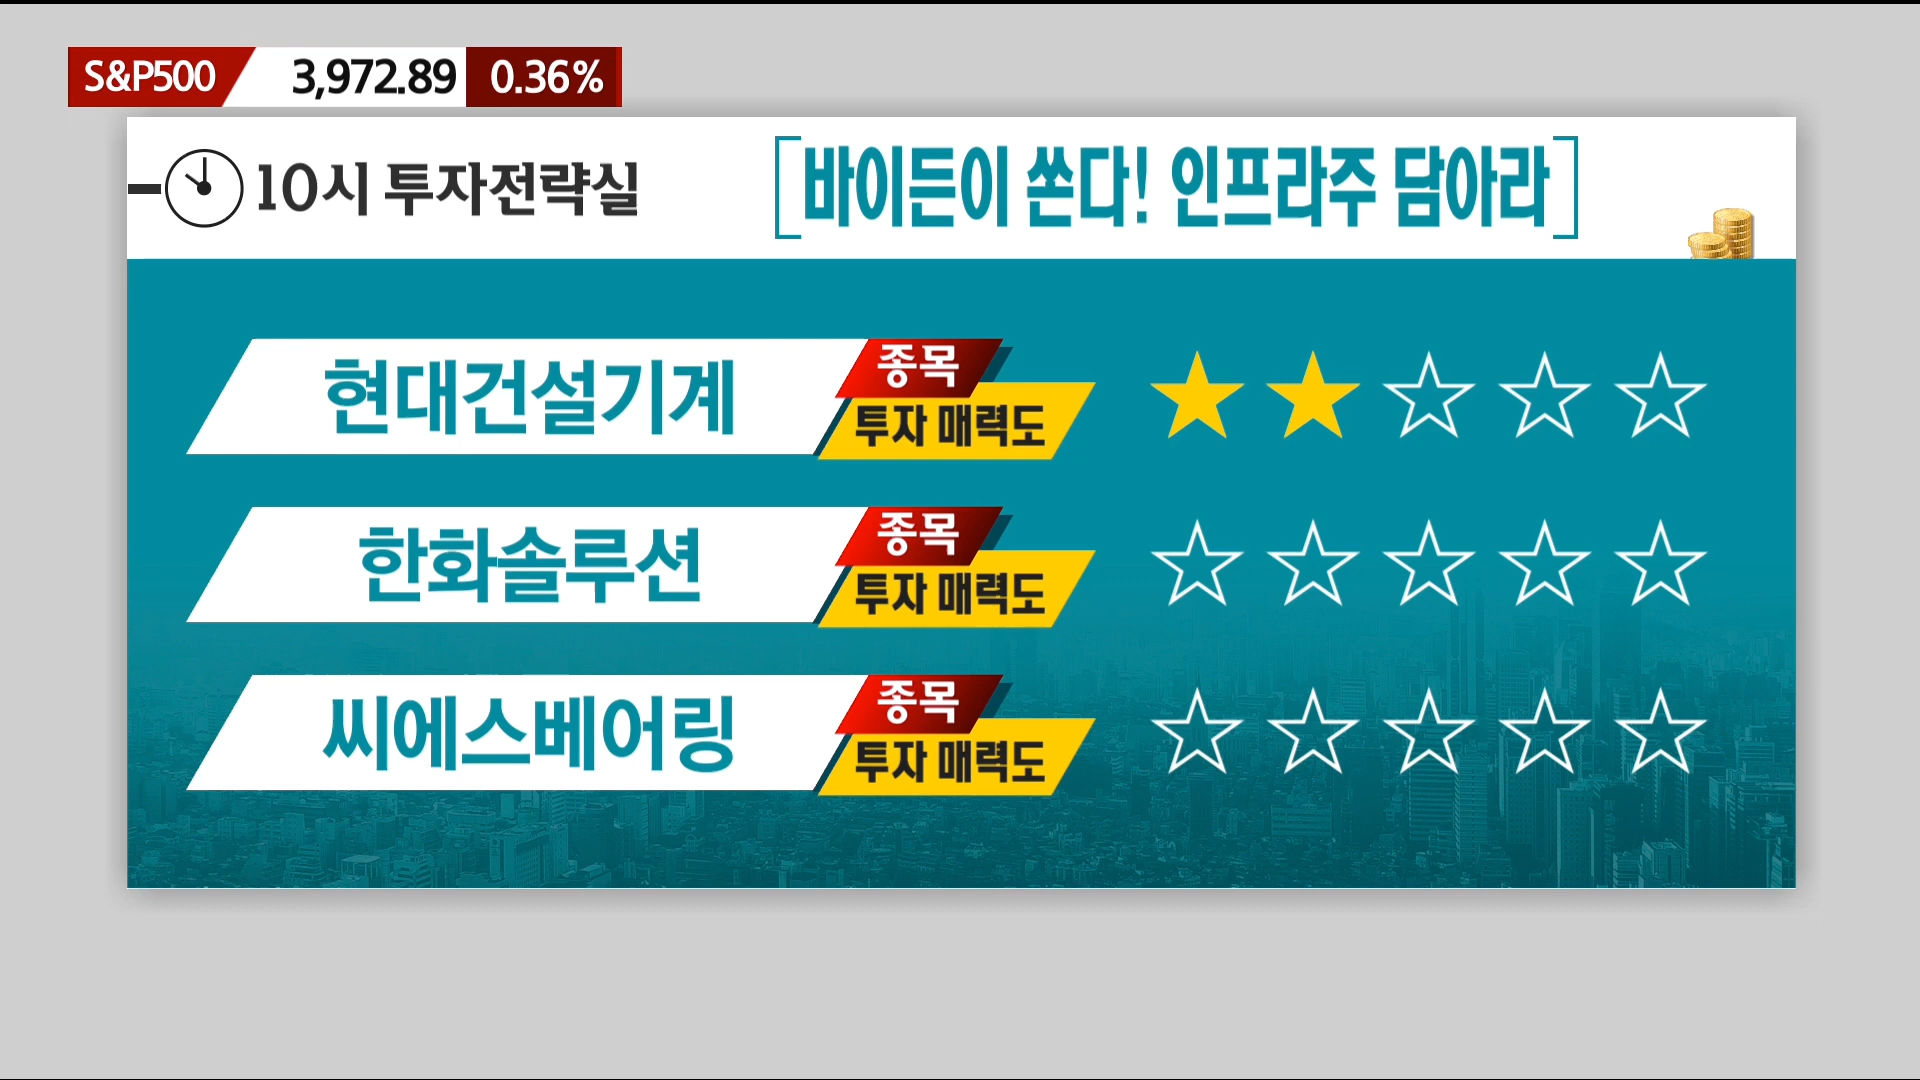 S&P500 3,972.89 0.36%
10시 투자전략실
바이든이 쏜다! 인프라주 담아라
현대건설기계
종목
투자 매력도
한화솔루션
종목
투자 매력도
씨에스베어링
종목
투자 매력도